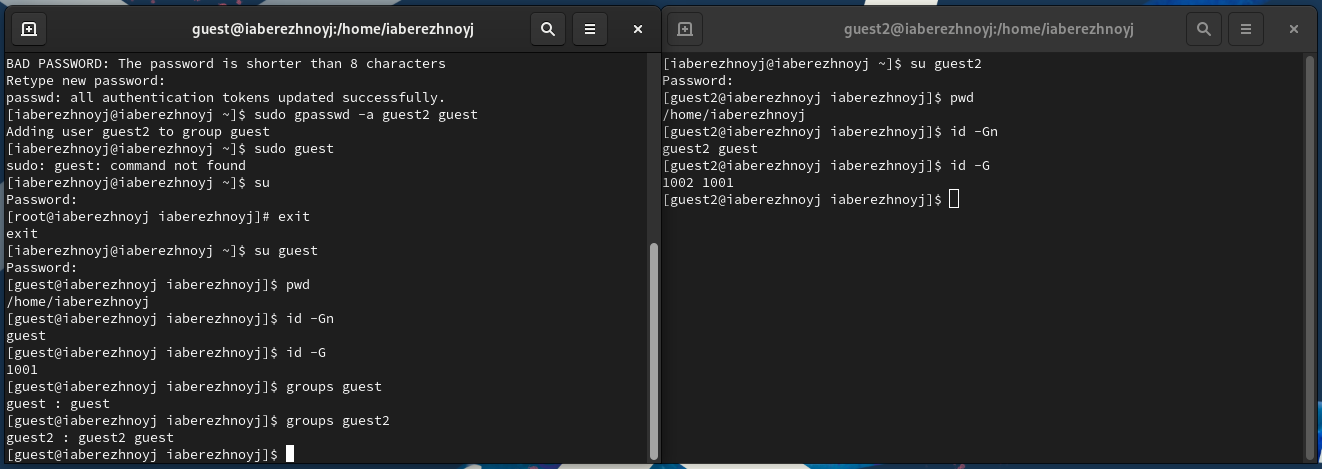 guest@iaberezhnoyj:/home/iaberezhnoyj
BAD PASSWORD: The password is shorter than 8 characters
Retype new password:
passwd: all authentication tokens updated successfully.
[iaberezhnoyj@iaberezhnoyj ~]$ sudo gpasswd -a guest2 guest
Adding user guest2 to group guest
[iaberezhnoyj@iaberezhnoyj ~]$ sudo guest
sudo: guest: command not found
[iaberezhnoyj@iaberezhnoyj ~]$ su
Password:
[root@iaberezhnoyj iaberezhnoyj]# exit
exit
[iaberezhnoyj@iaberezhnoyj ~]$ su guest
Password:
[guest@iaberezhnoyj iaberezhnoyj]$ pwd
/home/iaberezhnoyj
[guest@iaberezhnoyj iaberezhnoyj]$ id -Gn
guest
[guest@iaberezhnoyj iaberezhnoyj]$ id -G
1001
[guest@iaberezhnoyj iaberezhnoyj]$ groups guest
guest : guest
[guest@iaberezhnoyj iaberezhnoyj]$ groups guest2
guest2 : guest2 guest
[guest@iaberezhnoyj iaberezhnoyj]$
guest2@iaberezhnoyj:/home/iaberezhnoyj
[iaberezhnoyj@iaberezhnoyj ~]$ su guest2
Password:
[guest2@iaberezhnoyj iaberezhnoyj]$ pwd
/home/iaberezhnoyj
[guest2@iaberezhnoyj iaberezhnoyj]$ id -Gn
guest2 guest
[guest2@iaberezhnoyj iaberezhnoyj]$ id -G
1002 1001
[guest2@iaberezhnoyj iaberezhnoyj]$